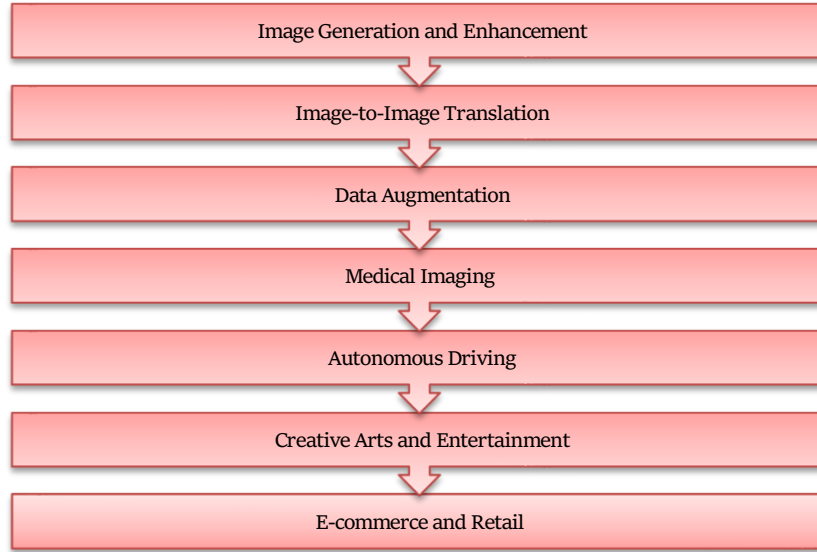 Image Generation and Enhancement
Image-to-Image Translation
Data Augmentation
Medical Imaging
Autonomous Driving
Creative Arts and Entertainment
E-commerce and Retail